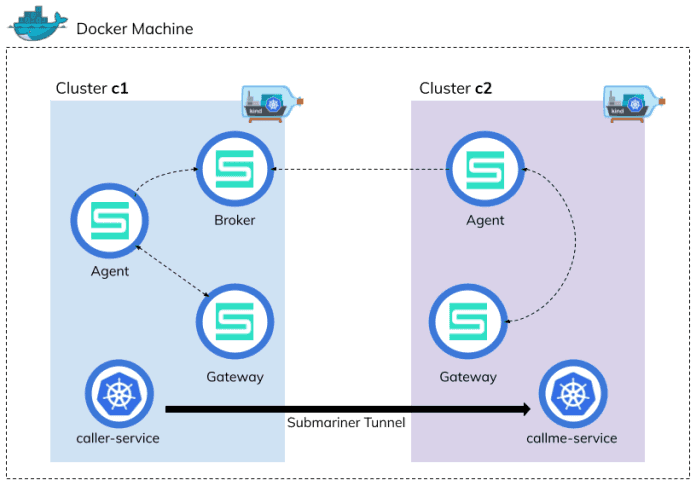 Docker Machine
Cluster c1
kind
Cluster c2
kind
Broker
Agent
Agent
Gateway
Gateway
caller-service
Submariner Tunnel
callme-service